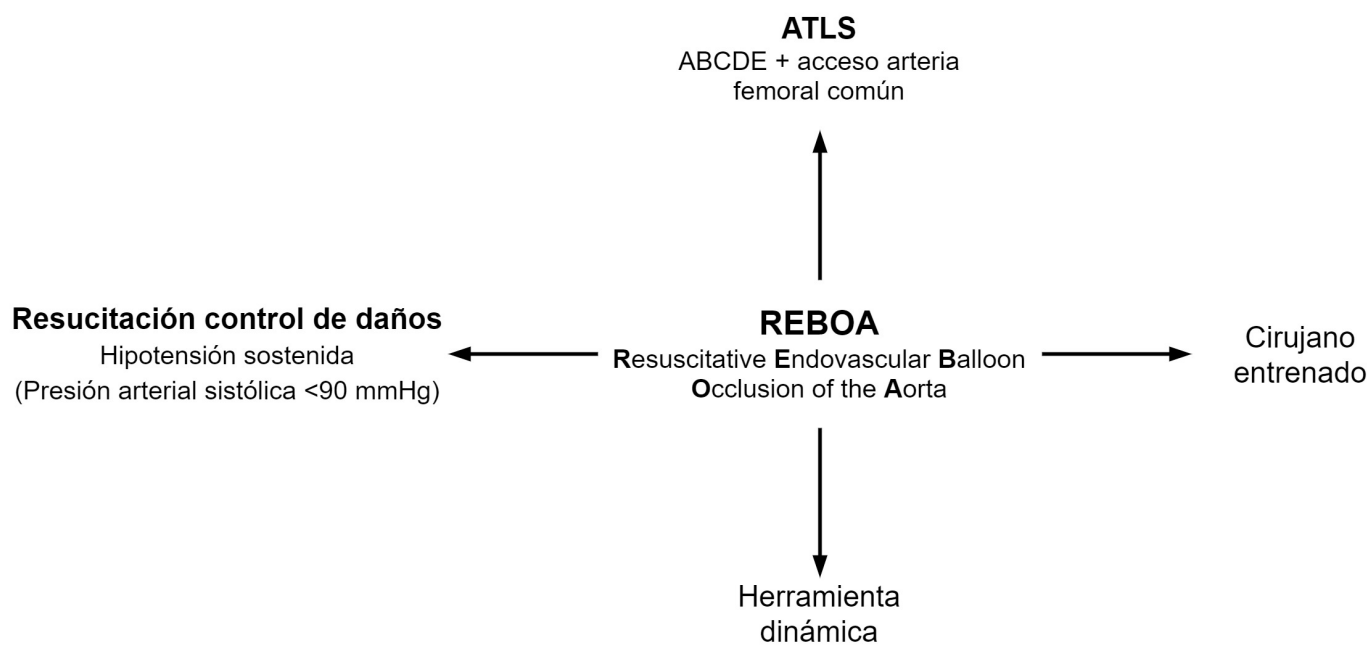 ATLS
ABCDE + acceso arteria
femoral común
Resucitación control de daños
Hipotensión sostenida
(Presión arterial sistólica <90 mmHg)
REBOA
Resuscitative Endovascular Balloon
Occlusion of the Aorta
Cirujano
entrenado
Herramienta
dinámica